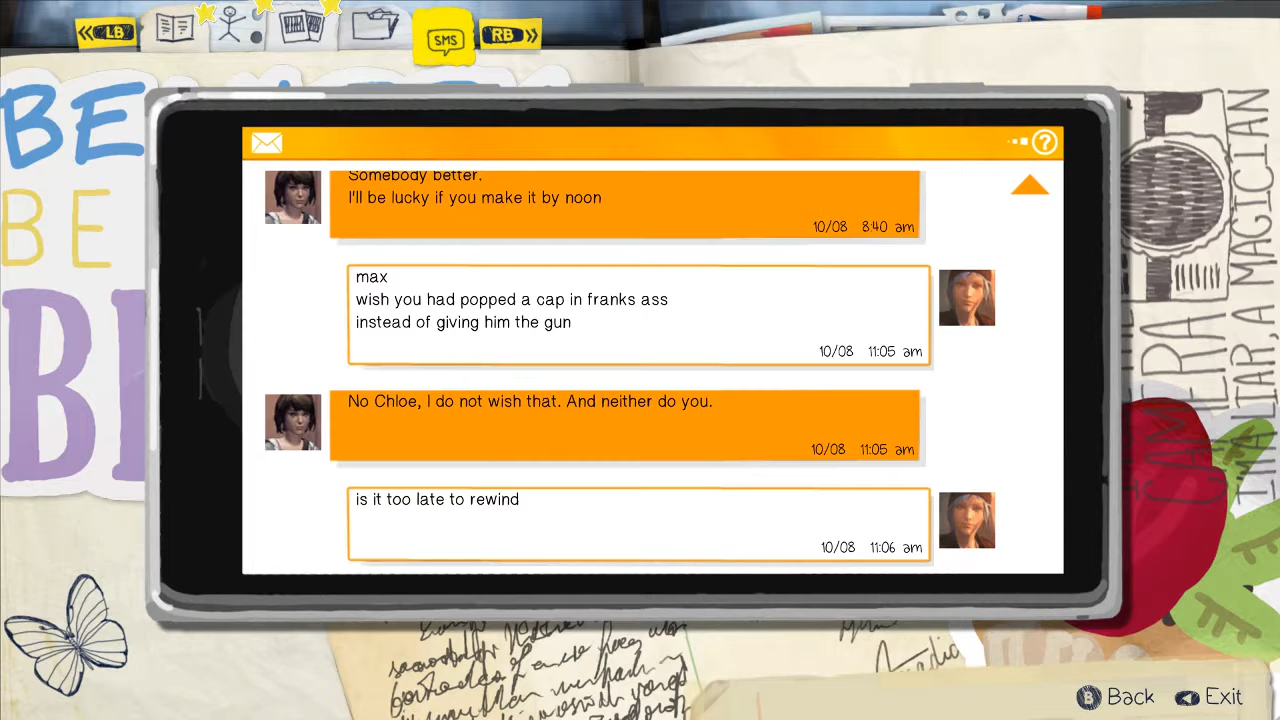 LB
SMS
RB
BE
BE
Somebody better.
I'll be lucky if you make it by noon
10/08 8:40 am
max
wish you had popped a cap in franks ass
instead of giving him the gun
10/08 11:05 am
No Chloe, I do not wish that. And neither do you.
10/08 11:05 am
is it too late to rewind
10/08 11:06 am
A MAGICIAN
B Back
Exit